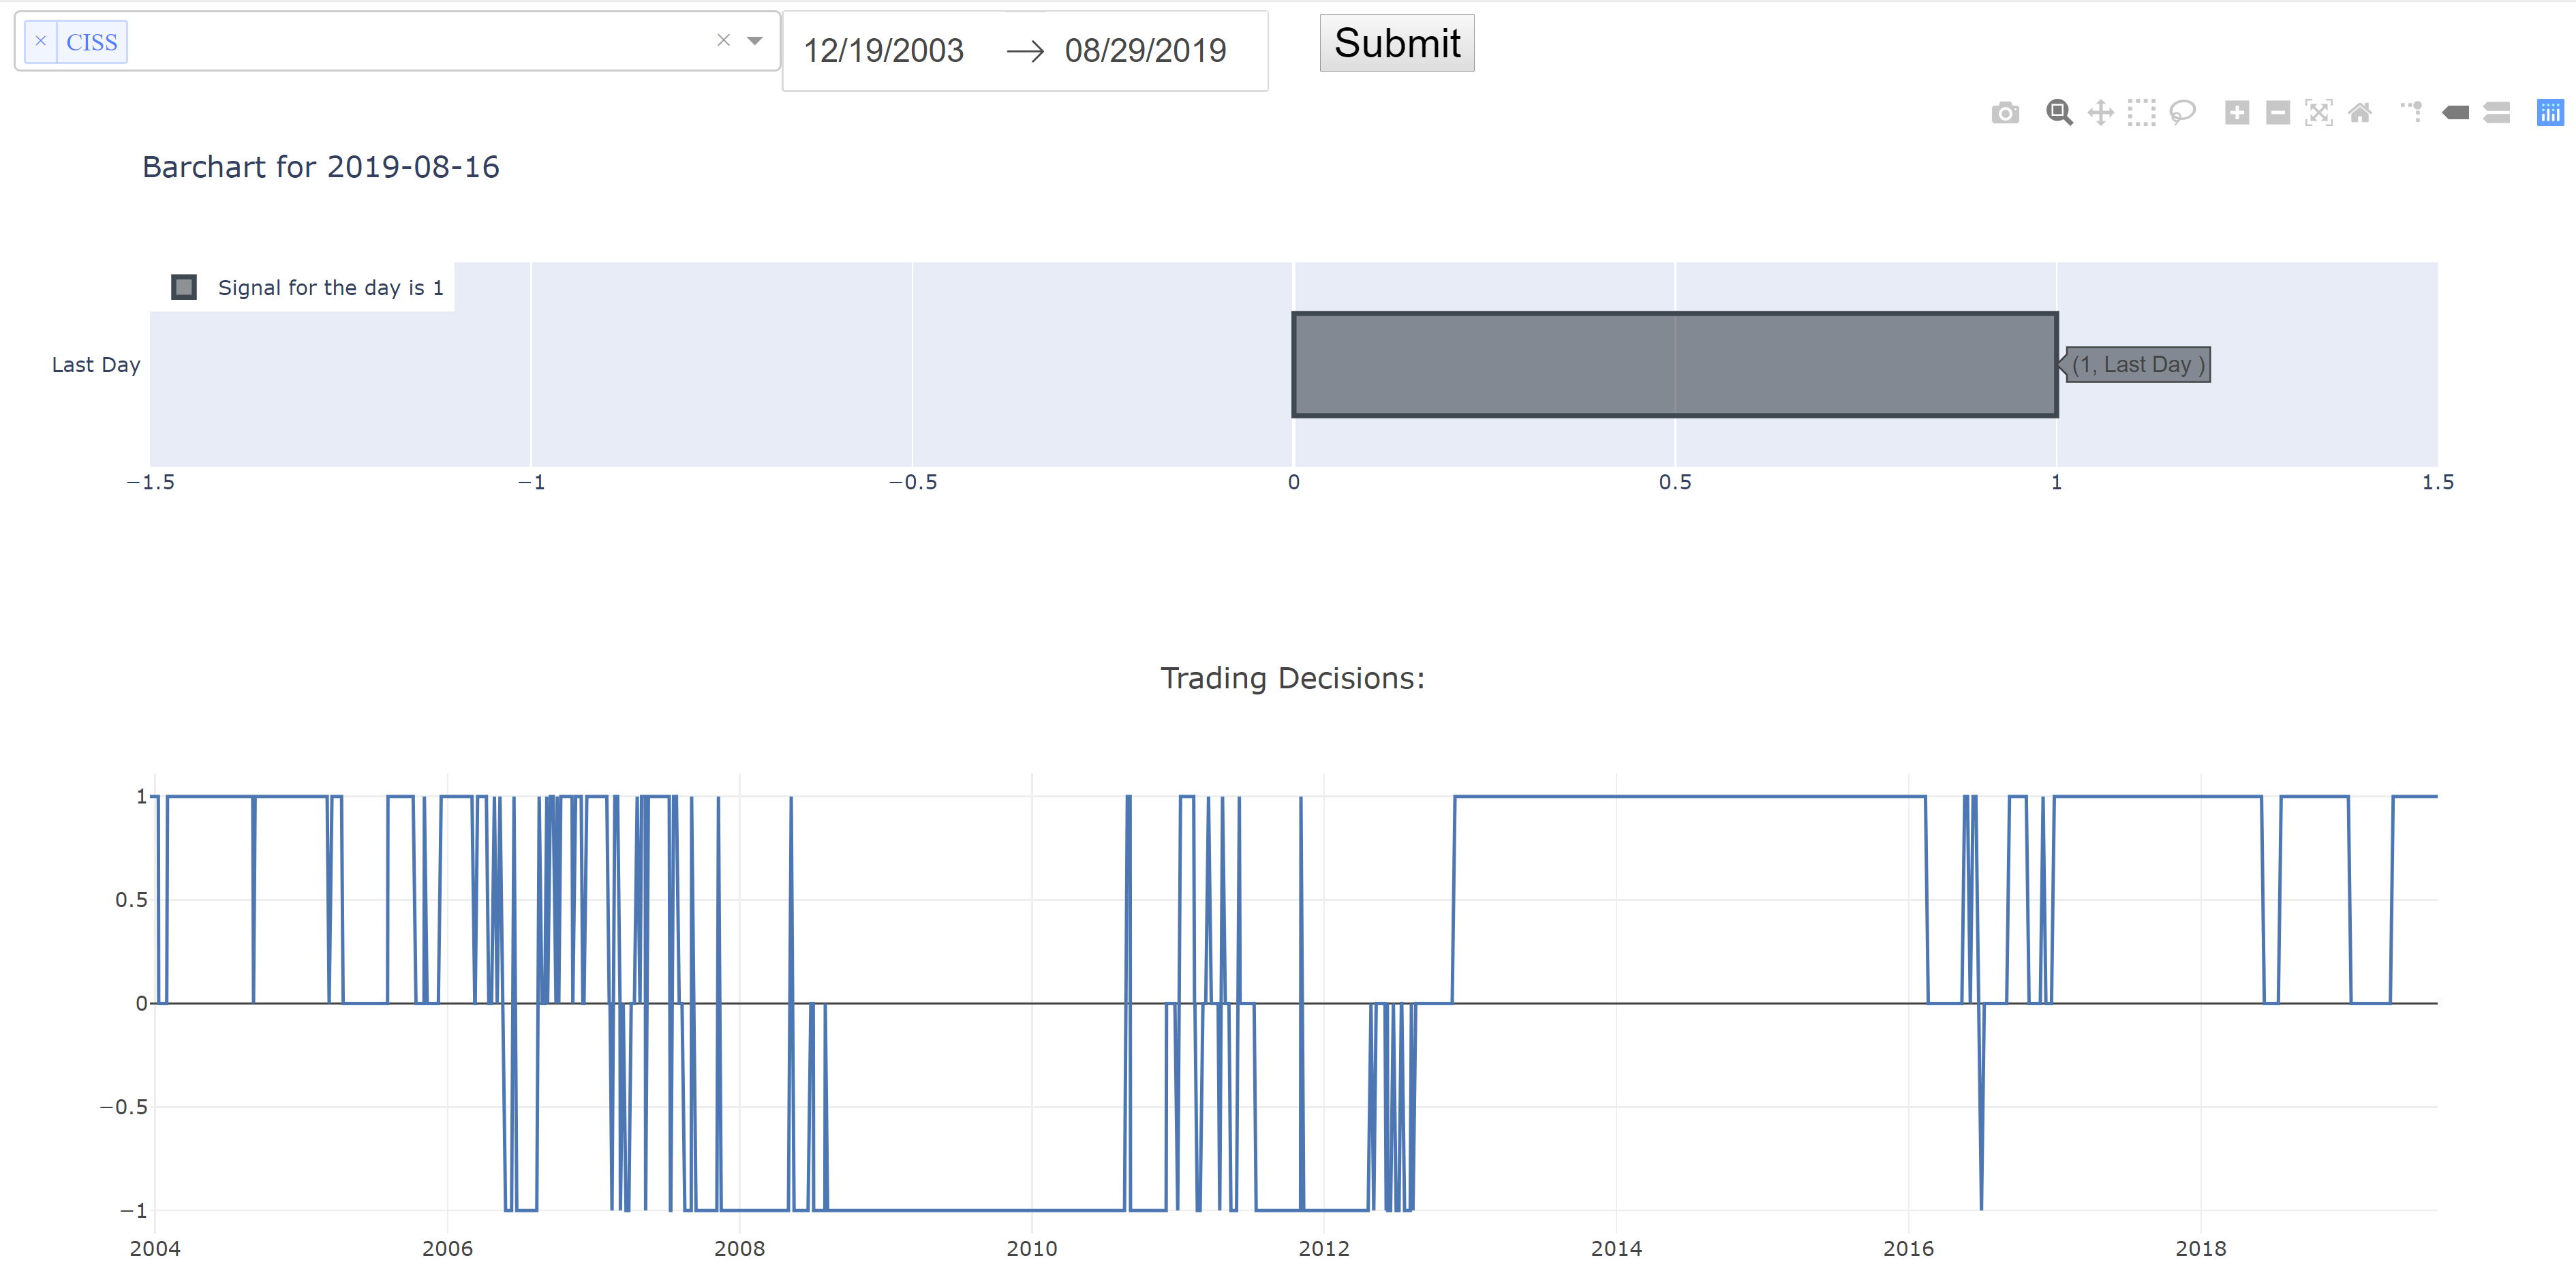 × CISS × 12/19/2003 → 08/29/2019 Submit
Barchart for 2019-08-16
Signal for the day is 1
Last Day (1, Last Day )
−1.5 −1 −0.5 0 0.5 1 1.5
Trading Decisions:
1
0.5
0
−0.5
−1
2004 2006 2008 2010 2012 2014 2016 2018